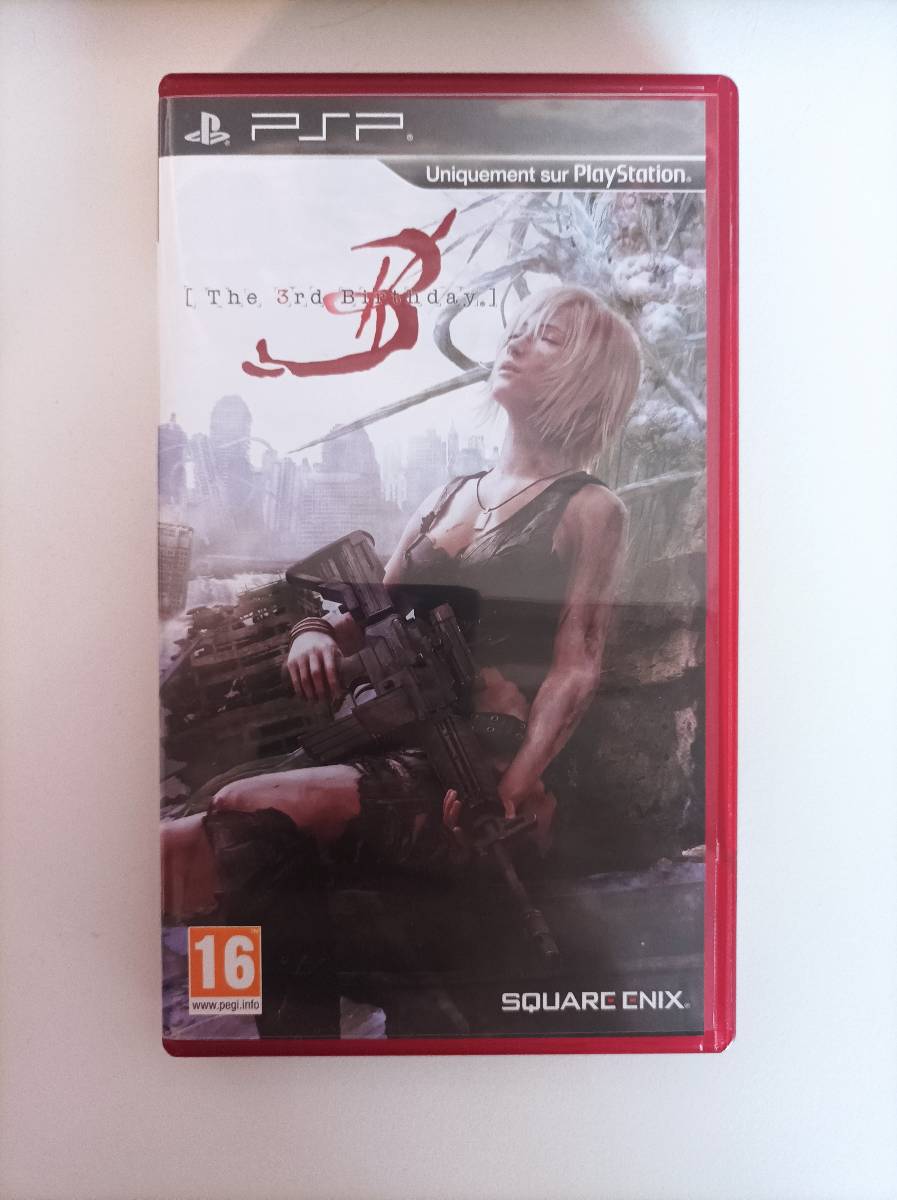 PSP
Uniquement sur PlayStation
[ The 3rd Birthday.]
16
www.pegi.info
SQUARE ENIX